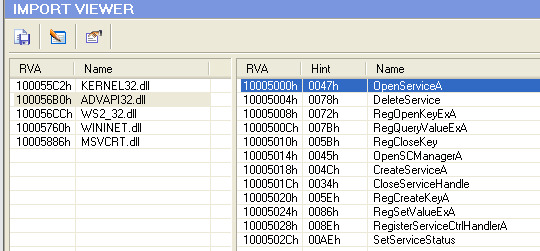 IMPORT VIEWER
RVA Name
100055C2h KERNEL32.dll
100056B0h ADVAPI32.dll
100056CCh WS2_32.dll
10005760h WININET.dll
10005886h MSVCRT.dll
RVA Hint Name
10005000h 0047h OpenServiceA
10005004h 0078h DeleteService
10005008h 0072h RegOpenKeyExA
1000500Ch 007Bh RegQueryValueExA
10005010h 005Bh RegCloseKey
10005014h 0045h OpenSCManagerA
10005018h 004Ch CreateServiceA
1000501Ch 0034h CloseServiceHandle
10005020h 005Eh RegCreateKeyA
10005024h 0086h RegSetValueExA
10005028h 008Eh RegisterServiceCtrlHandlerA
1000502Ch 00AEh SetServiceStatus